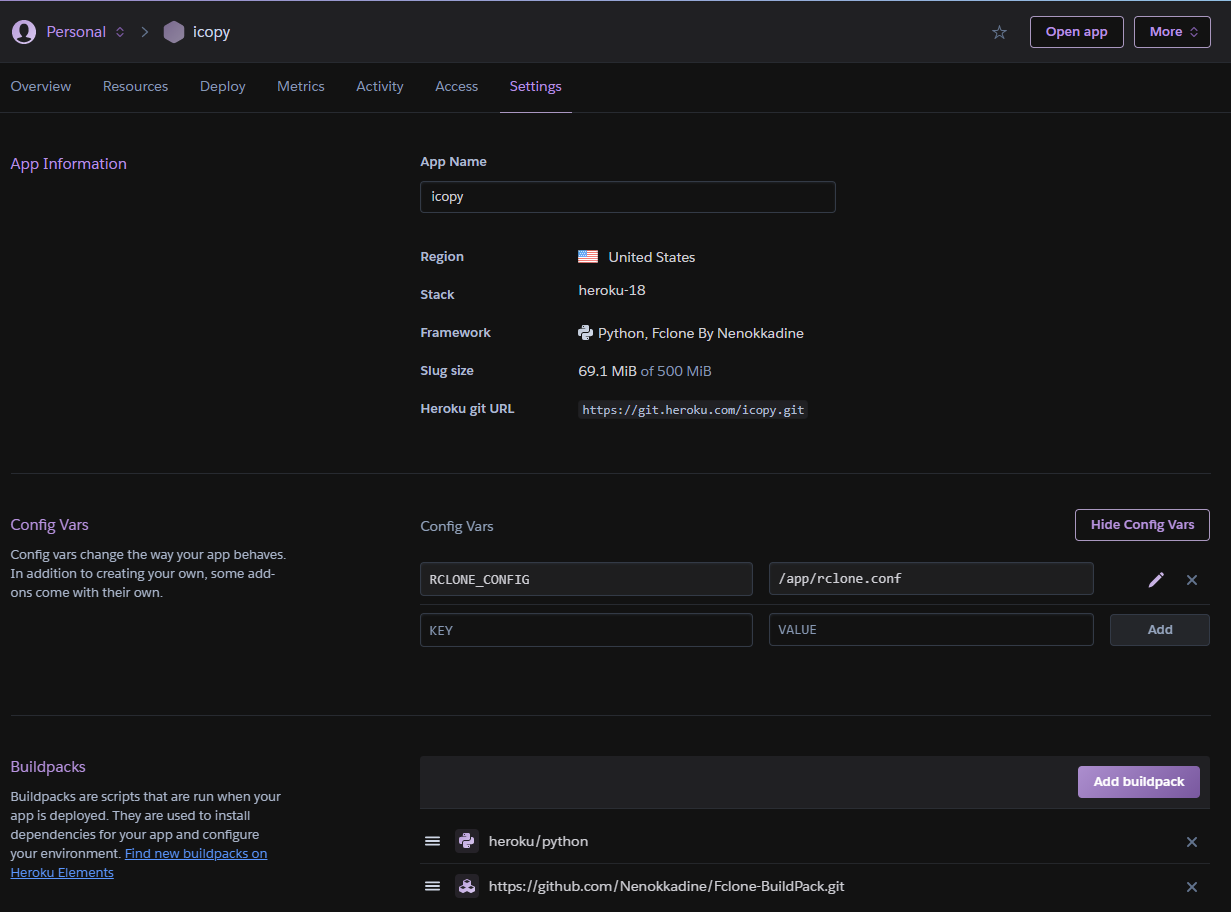 Personal
icopy
Open app
More
Overview
Resources
Deploy
Metrics
Activity
Access
Settings
App Information
App Name
icopy
Region
United States
Stack
heroku-18
Framework
Python, Fclone By Nenokkadine
Slug size
69.1 MiB of 500 MiB
Heroku git URL
https://git.heroku.com/icopy.git
Config Vars
Config vars change the way your app behaves.
In addition to creating your own, some add-
ons come with their own.
Config Vars
Hide Config Vars
RCLONE_CONFIG
/app/rclone.conf
KEY
VALUE
Add
Buildpacks
Buildpacks are scripts that are run when your
app is deployed. They are used to install
dependencies for your app and configure
your environment. Find new buildpacks on
Heroku Elements
Add buildpack
heroku/python
https://github.com/Nenokkadine/Fclone-BuildPack.git